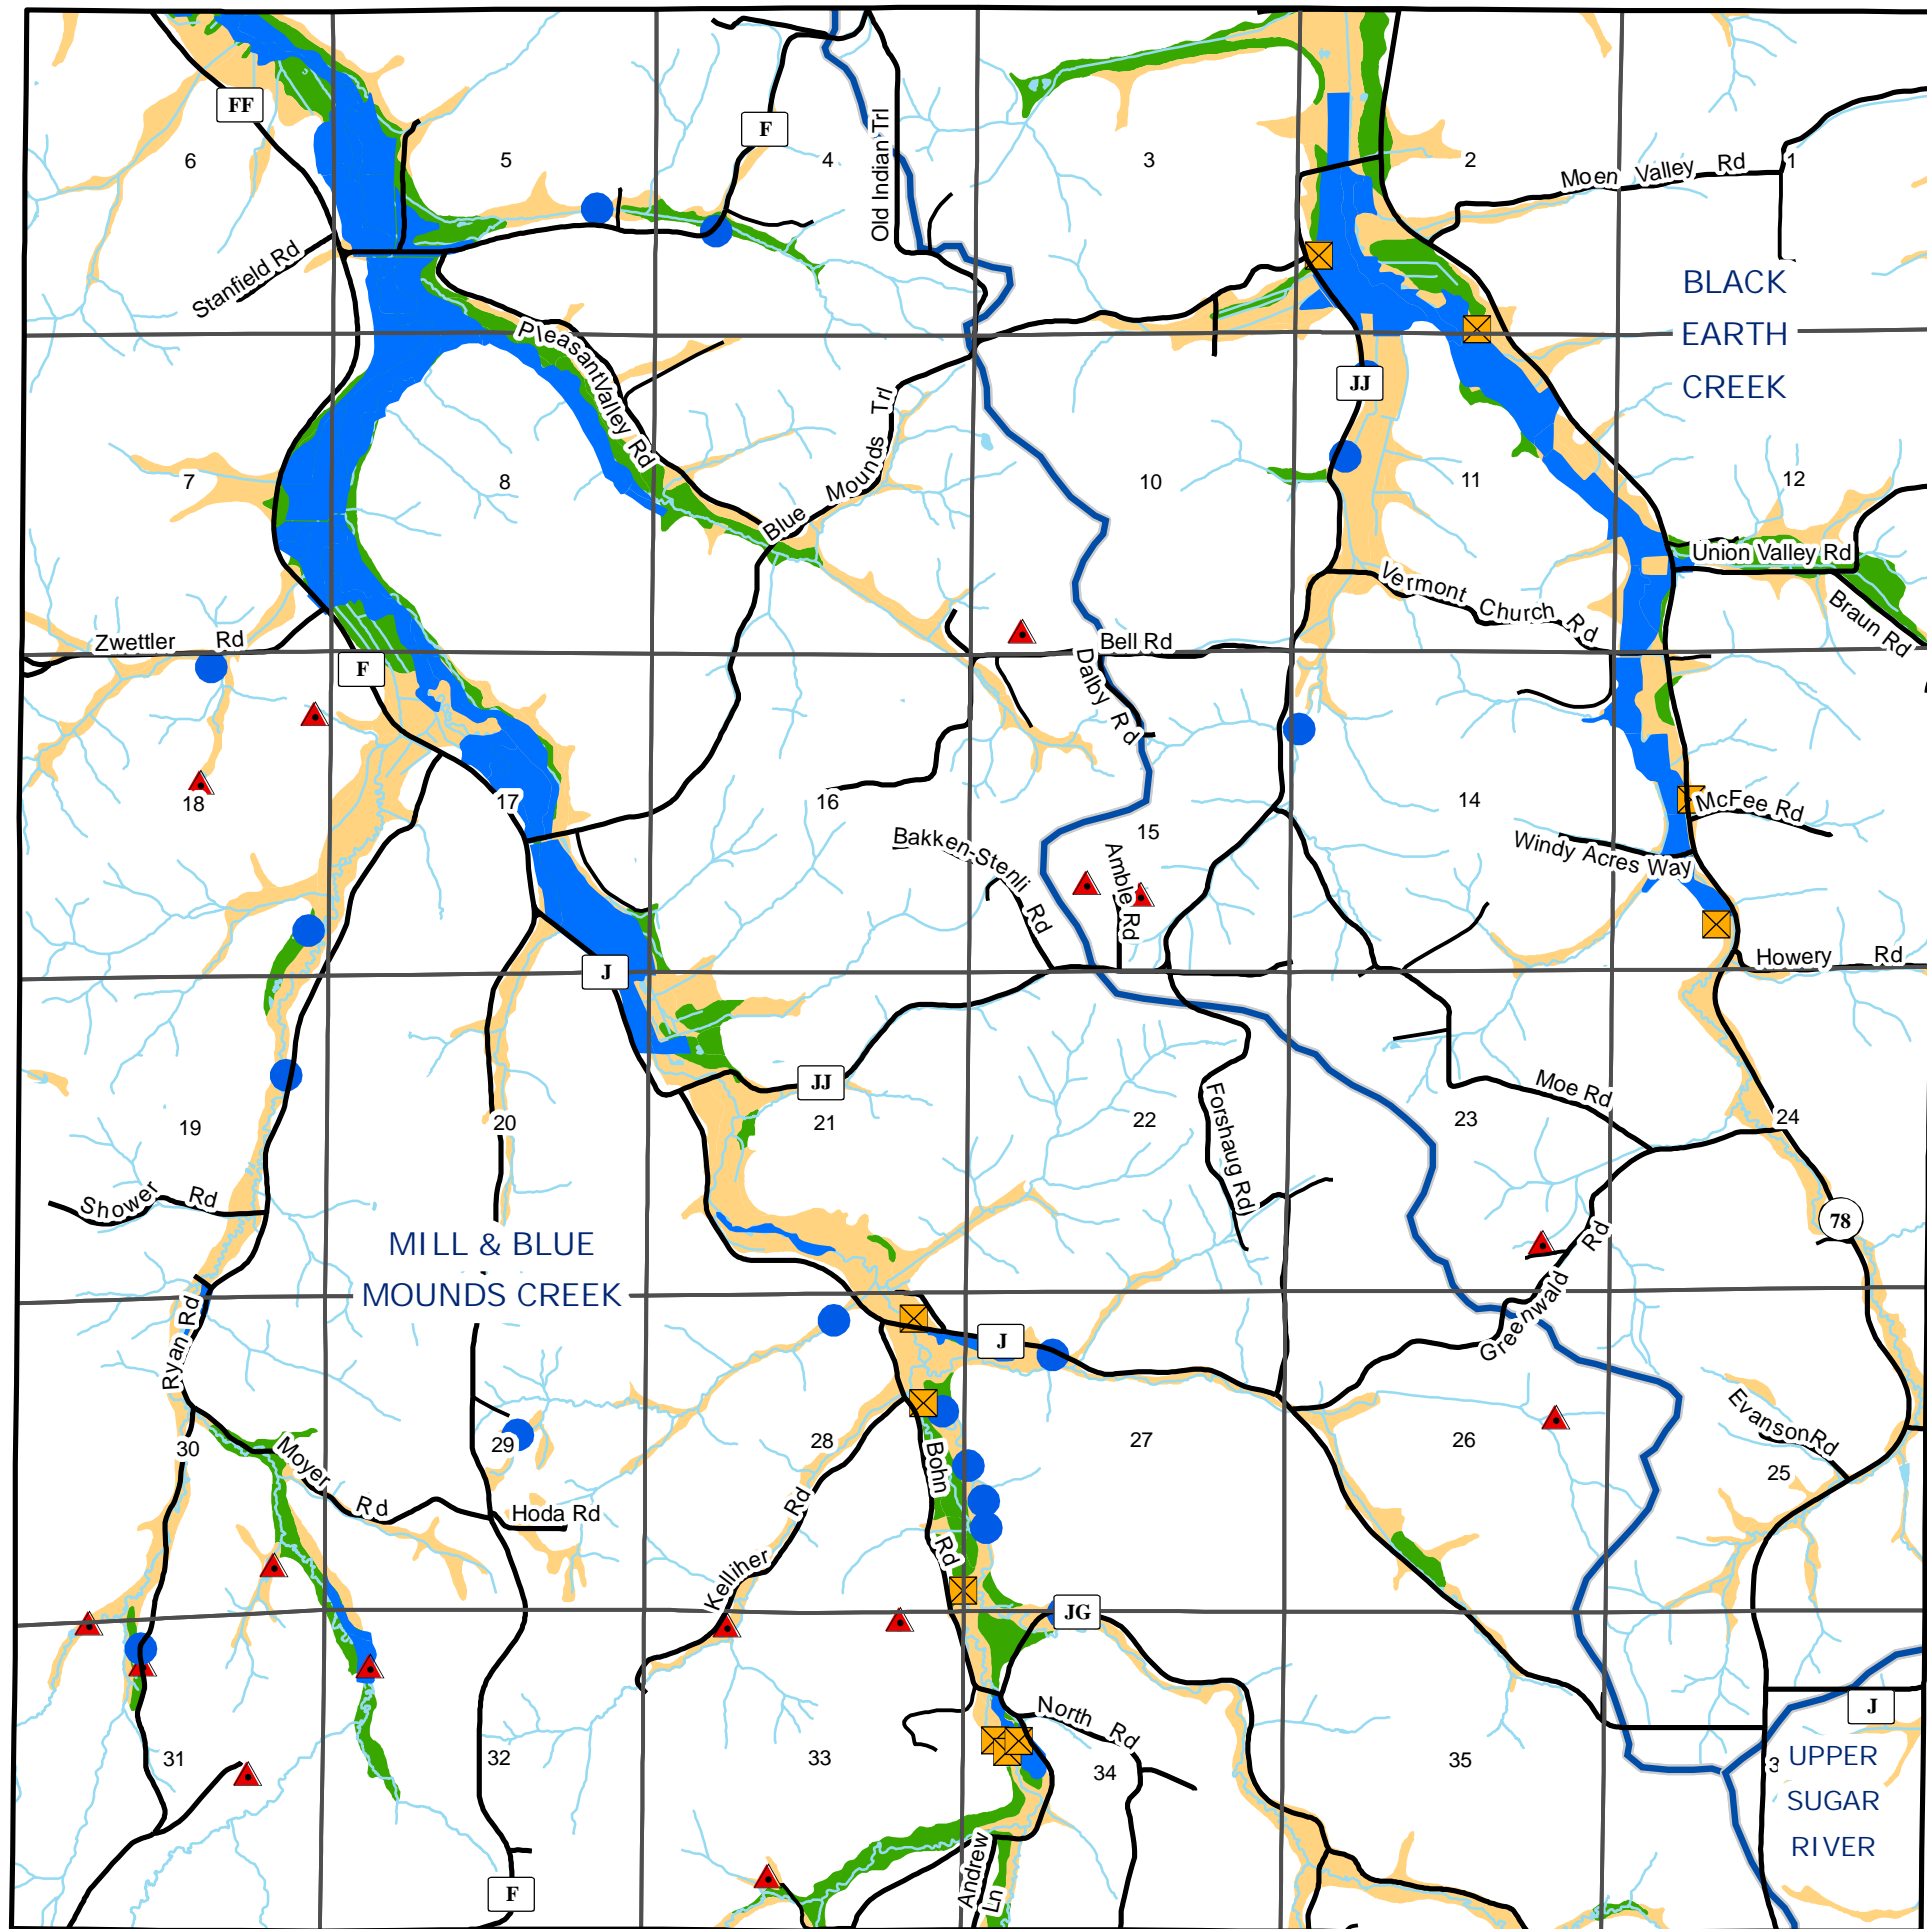 FF
F
Old Indian Trl
6
5
4
3
2
1
Moen Valley Rd
Stanfield Rd
BLACK
EARTH
CREEK
Pleasant Valley Rd
JJ
Blue Mounds Trl
7
8
10
11
12
Union Valley Rd
Vermont Church Rd
Braun Rd
Zwettler Rd
F
Bell Rd
Dalby Rd
18
17
16
15
14
McFee Rd
Windy Acres Way
Bakken-Stenli Rd
Amble Rd
J
Howery Rd
JJ
Forshaug Rd
Moe Rd
19
20
21
22
23
24
Shower Rd
78
MILL & BLUE
MOUNDS CREEK
Greenwald Rd
Ryan Rd
J
Evanson Rd
30
29
28
27
26
25
Moyer Rd
Hoda Rd
Bohn Rd
Kelliher Rd
JG
North Rd
J
31
32
33
34
35
3
UPPER
SUGAR
RIVER
Andrew Ln
F